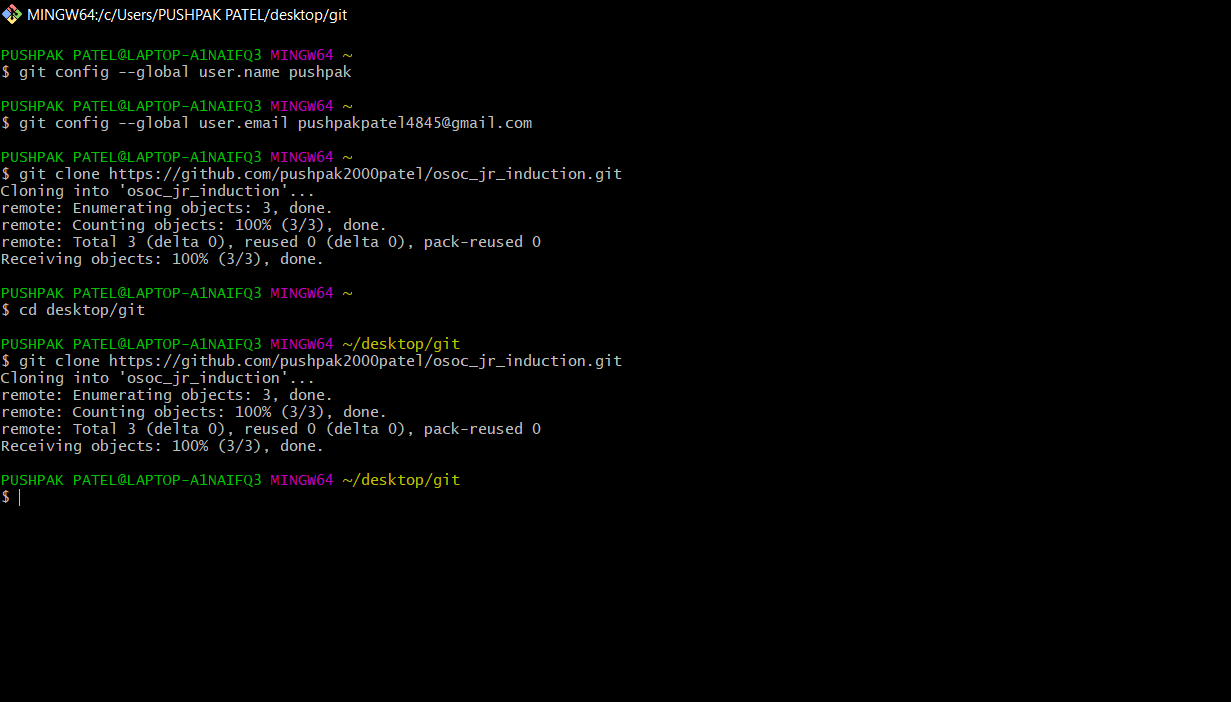 MINGW64:/c/Users/PUSHPAK PATEL/desktop/git
PUSHPAK PATEL@LAPTOP-A1NAIFQ3 MINGW64 ~
$ git config --global user.name pushpak
PUSHPAK PATEL@LAPTOP-A1NAIFQ3 MINGW64 ~
$ git config --global user.email pushpakpatel4845@gmail.com
PUSHPAK PATEL@LAPTOP-A1NAIFQ3 MINGW64 ~
$ git clone https://github.com/pushpak2000patel/osoc_jr_induction.git
Cloning into 'osoc_jr_induction'...
remote: Enumerating objects: 3, done.
remote: Counting objects: 100% (3/3), done.
remote: Total 3 (delta 0), reused 0 (delta 0), pack-reused 0
Receiving objects: 100% (3/3), done.
PUSHPAK PATEL@LAPTOP-A1NAIFQ3 MINGW64 ~
$ cd desktop/git
PUSHPAK PATEL@LAPTOP-A1NAIFQ3 MINGW64 ~/desktop/git
$ git clone https://github.com/pushpak2000patel/osoc_jr_induction.git
Cloning into 'osoc_jr_induction'...
remote: Enumerating objects: 3, done.
remote: Counting objects: 100% (3/3), done.
remote: Total 3 (delta 0), reused 0 (delta 0), pack-reused 0
Receiving objects: 100% (3/3), done.
PUSHPAK PATEL@LAPTOP-A1NAIFQ3 MINGW64 ~/desktop/git
$